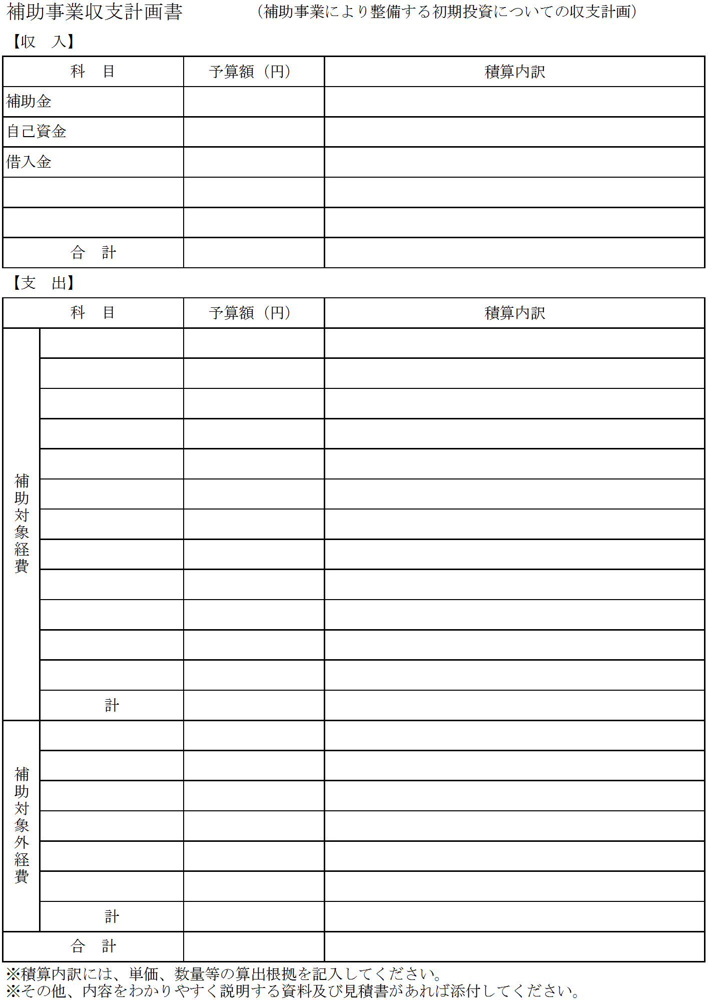 補助事業収支計画書　（補助事業により整備する初期投資についての収支計画）
【収　入】
科　目　予算額（円）　積算内訳
補助金
自己資金
借入金
合　計
【支　出】
科　目　予算額（円）　積算内訳
補助対象経費
計
補助対象外経費
計
合　計
※積算内訳には、単価、数量等の算出根拠を記入してください。
※その他、内容をわかりやすく説明する資料及び見積書があれば添付してください。